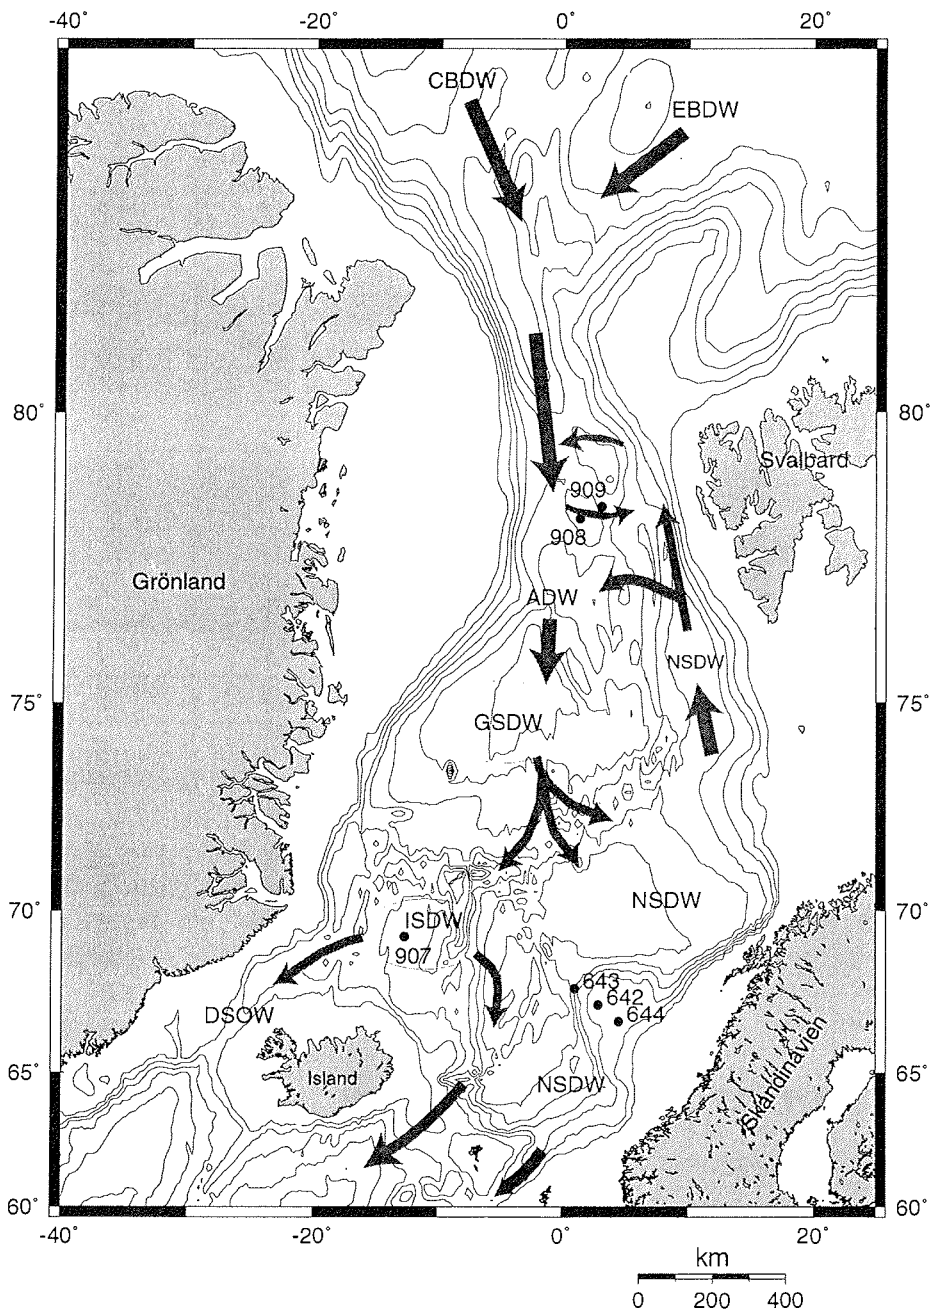 -40°
-20°
0°
20°
CBDW
EBDW
80°
80°
Svalbard
909
908
Grönland
ADW
NSDW
75°
75°
GSDW
NSDW
70°
70°
ISDW
907
643
642
644
DSOW
Skandinavien
65°
65°
Island
NSDW
60°
60°
-40°
-20°
0°
20°
km
0 200 400